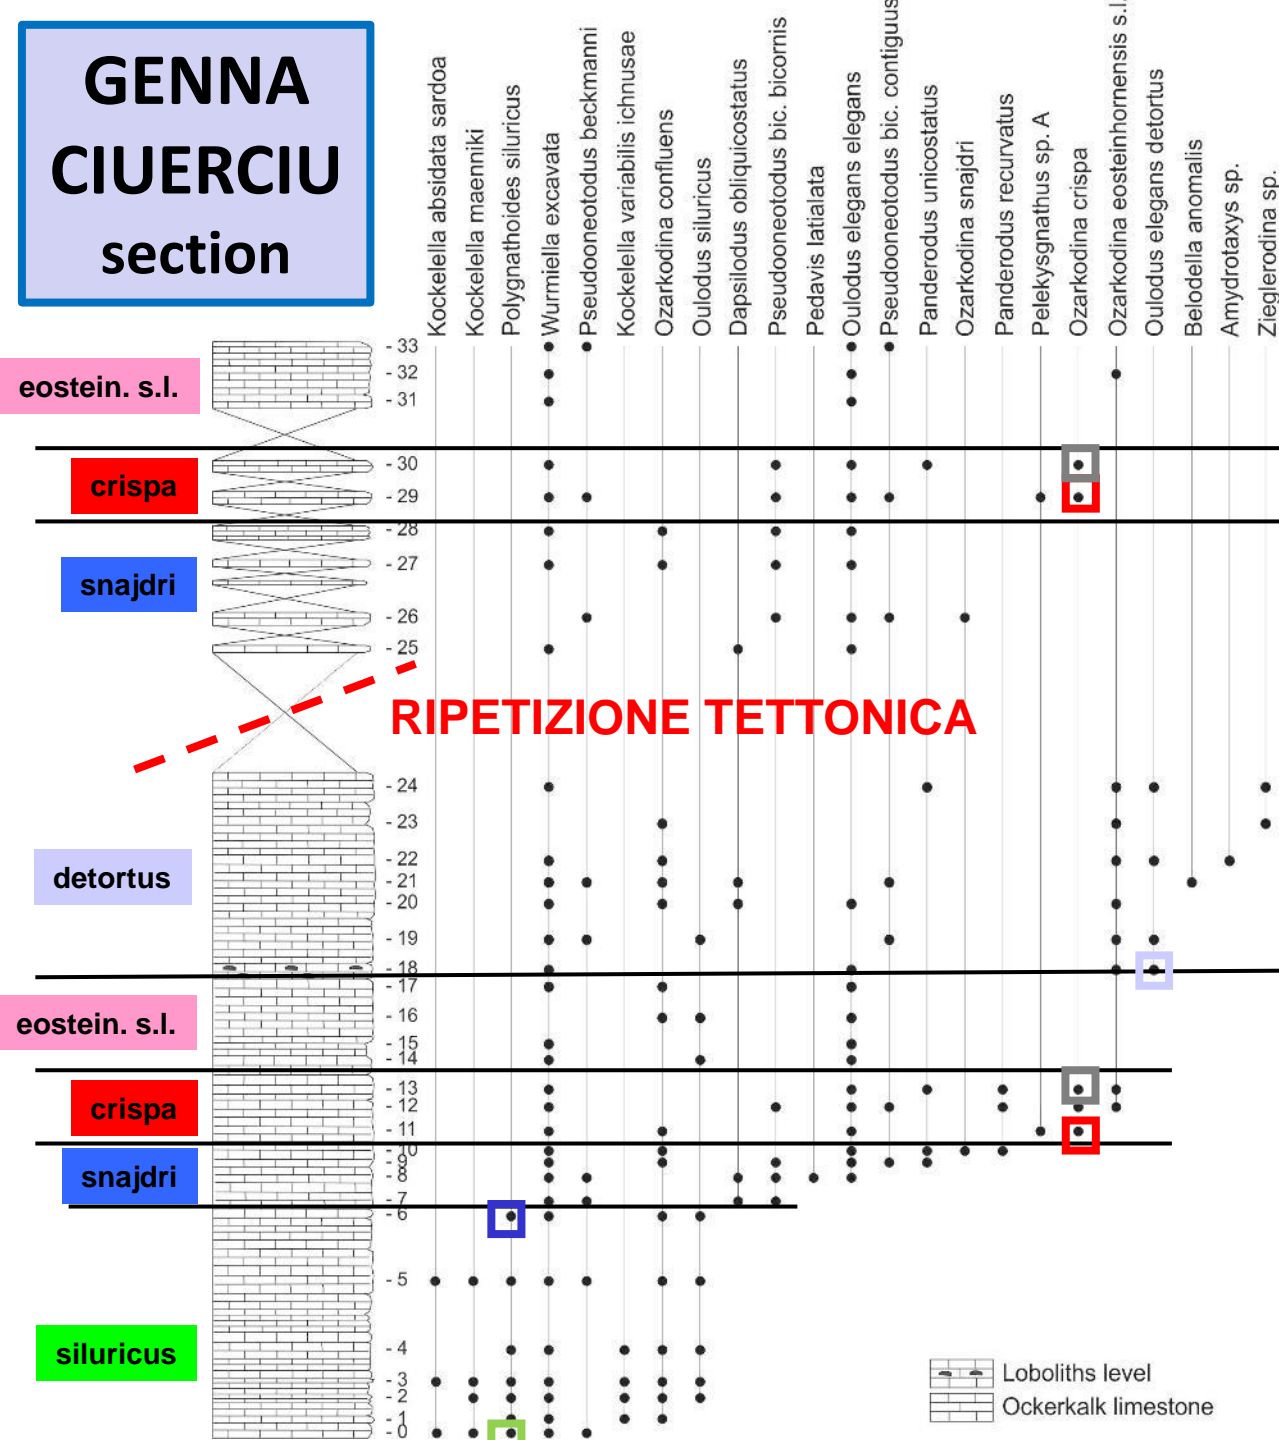 GENNA
CIUERCIU
section
Kockelella absidata sardoa
Kockelella maenniki
Polygnathoides siluricus
Wurmiella excavata
Pseudooneotodus beckmanni
Kockelella variabilis ichnusae
Ozarkodina confluens
Oulodus siluricus
Dapsilodus obliquicostatus
Pseudooneotodus bic. bicornis
Pedavis latialata
Oulodus elegans elegans
Pseudooneotodus bic. contiguus
Panderodus unicostatus
Ozarkodina snajdri
Panderodus recurvatus
Pelekysgnathus sp. A
Ozarkodina crispa
Ozarkodina eosteinhornensis s.l.
Oulodus elegans detortus
Belodella anomalis
Amydrotaxys sp.
Zieglerodina sp.
- 33
eostein. s.l.
- 32
- 31
- 30
crispa
- 29
- 28
- 27
snajdri
- 26
- 25
RIPETIZIONE TETTONICA
- 24
- 23
- 22
detortus
- 21
- 20
- 19
- 18
- 17
eostein. s.l.
- 16
- 15
- 14
- 13
crispa
- 12
- 11
- 10
- 9
snajdri
- 8
- 7
- 6
- 5
siluricus
- 4
- 3
- 2
- 1
- 0
Loboliths level
Ockerkalk limestone